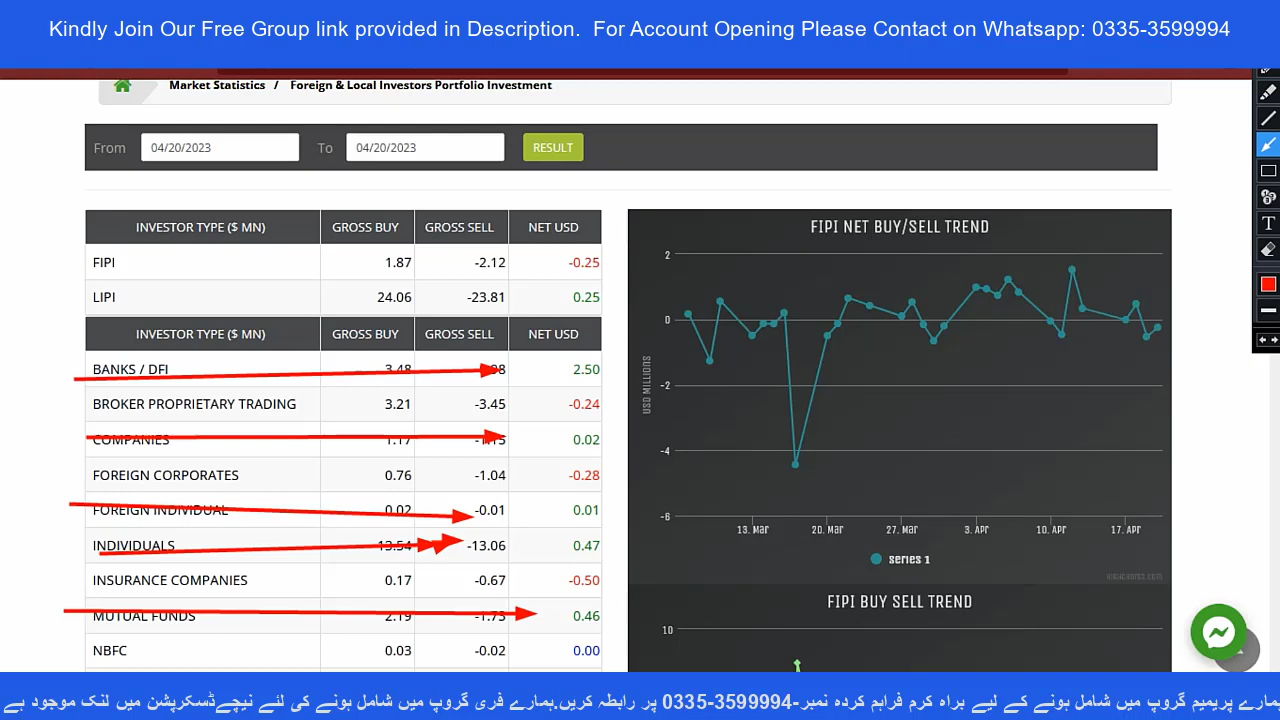 Kindly Join Our Free Group link provided in Description.  For Account Opening Please Contact on Whatsapp: 0335-3599994
Market Statistics / Foreign & Local Investors Portfolio Investment
From 04/20/2023 To 04/20/2023 RESULT
INVESTOR TYPE ($ MN) GROSS BUY GROSS SELL NET USD
FIPI 1.87 -2.12 -0.25
LIPI 24.06 -23.81 0.25
INVESTOR TYPE ($ MN) GROSS BUY GROSS SELL NET USD
BANKS / DFI 3.48 2.50
BROKER PROPRIETARY TRADING 3.21 -3.45 -0.24
COMPANIES 1.17 -1.15 0.02
FOREIGN CORPORATES 0.76 -1.04 -0.28
FOREIGN INDIVIDUAL 0.02 -0.01 0.01
INDIVIDUALS 13.54 -13.06 0.47
INSURANCE COMPANIES 0.17 -0.67 -0.50
MUTUAL FUNDS 2.19 -1.73 0.46
NBFC 0.03 -0.02 0.00
FIPI NET BUY/SELL TREND
USD MILLIONS
2
0
-2
-4
-6
13. Mar 20. Mar 27. Mar 3. Apr 10. Apr 17. Apr
series 1
FIPI BUY SELL TREND
10
T
ہمارے پریمیم گروپ میں شامل ہونے کے لیے براہ کرم فراہم کردہ نمبر-0335-3599994 پر رابطہ کریں.ہمارے فری گروپ میں شامل ہونے کی لئے نیچےڈسکرپشن میں لنک موجود ہے